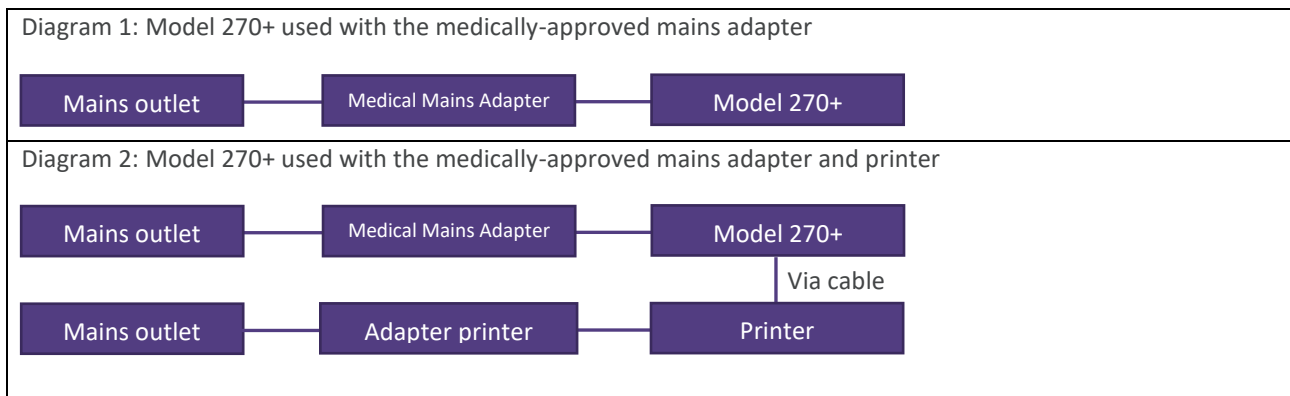 Diagram 1: Model 270+ used with the medically-approved mains adapter
Mains outlet Medical Mains Adapter Model 270+
Diagram 2: Model 270+ used with the medically-approved mains adapter and printer
Mains outlet Medical Mains Adapter Model 270+
Via cable
Mains outlet Adapter printer Printer